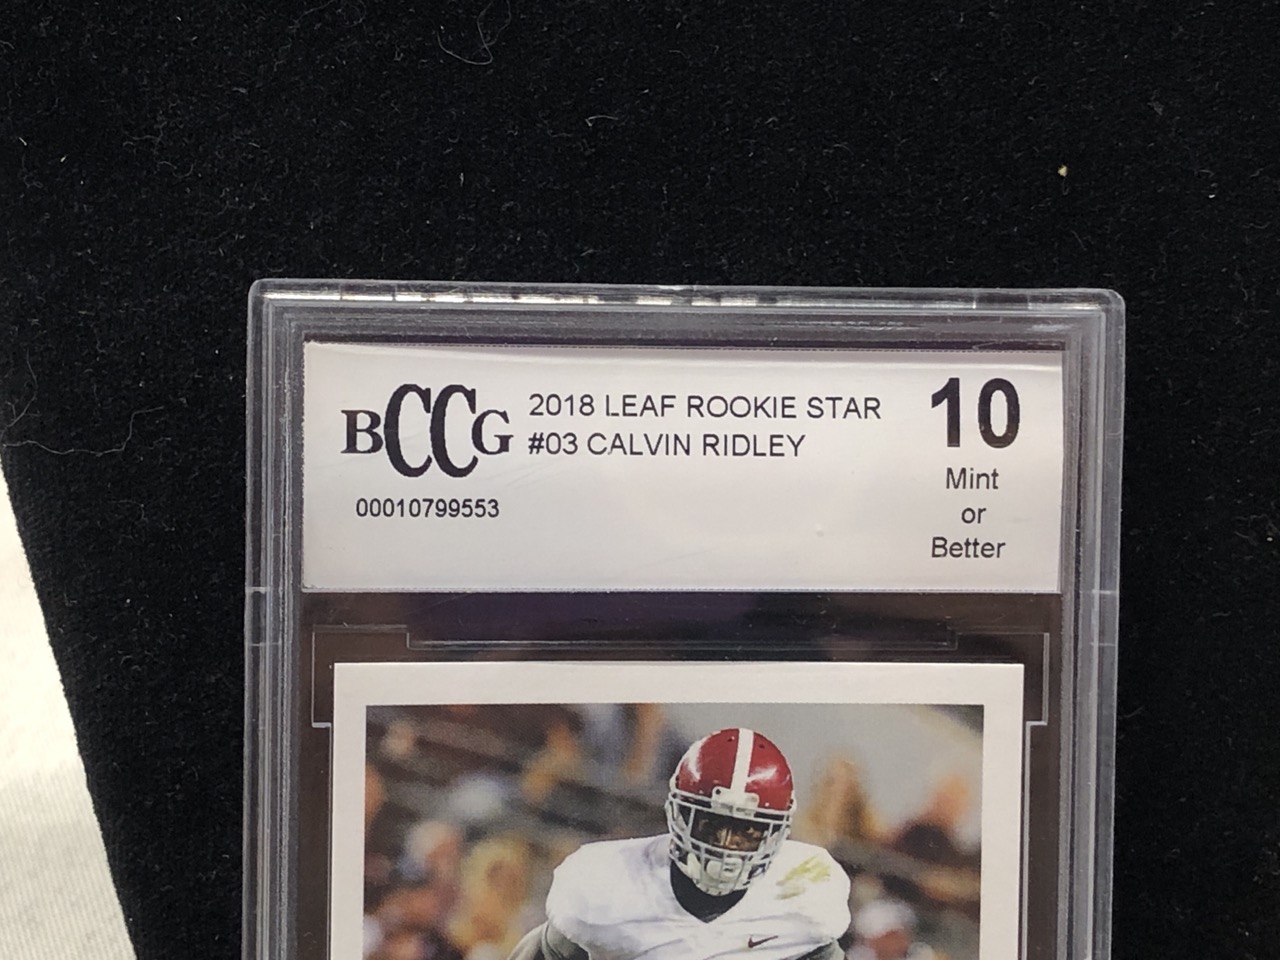 BCCG
2018 LEAF ROOKIE STAR
#03 CALVIN RIDLEY
00010799553
10
Mint
or
Better